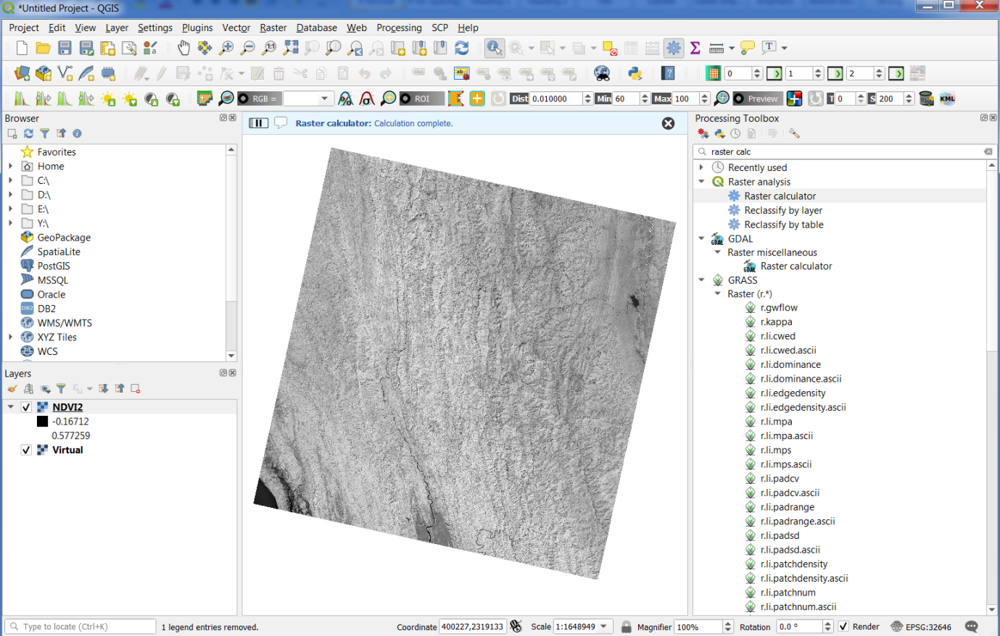 *Untitled Project - QGIS
Project Edit View Layer Settings Plugins Vector Raster Database Web Processing SCP Help
1:1
T
abc
ab
0 1 2
RGB = ROI Dist 0.010000 Min 60 Max 100 Preview T 0 S 200 KML
Browser
Favorites
Home
C:\
D:\
E:\
Y:\
GeoPackage
SpatiaLite
PostGIS
MSSQL
Oracle
DB2 DB2
WMS/WMTS
XYZ Tiles
WCS
Layers
NDVI2
-0.16712
0.577259
Virtual
Raster calculator: Calculation complete.
Processing Toolbox
raster calc
Recently used
Raster analysis
Raster calculator
Reclassify by layer
Reclassify by table
GDAL GDAL
Raster miscellaneous
GDAL Raster calculator
GRASS
Raster (r.*)
r.gwflow
r.kappa
r.li.cwed
r.li.cwed.ascii
r.li.dominance
r.li.dominance.ascii
r.li.edgedensity
r.li.edgedensity.ascii
r.li.mpa
r.li.mpa.ascii
r.li.mps
r.li.mps.ascii
r.li.padcv
r.li.padcv.ascii
r.li.padrange
r.li.padrange.ascii
r.li.padsd
r.li.padsd.ascii
r.li.patchdensity
r.li.patchdensity.ascii
r.li.patchnum
r.li.patchnum.ascii
Type to locate (Ctrl+K) 1 legend entries removed. Coordinate 400227,2319133 Scale 1:1648949 Magnifier 100% Rotation 0.0 ° Render EPSG:32646